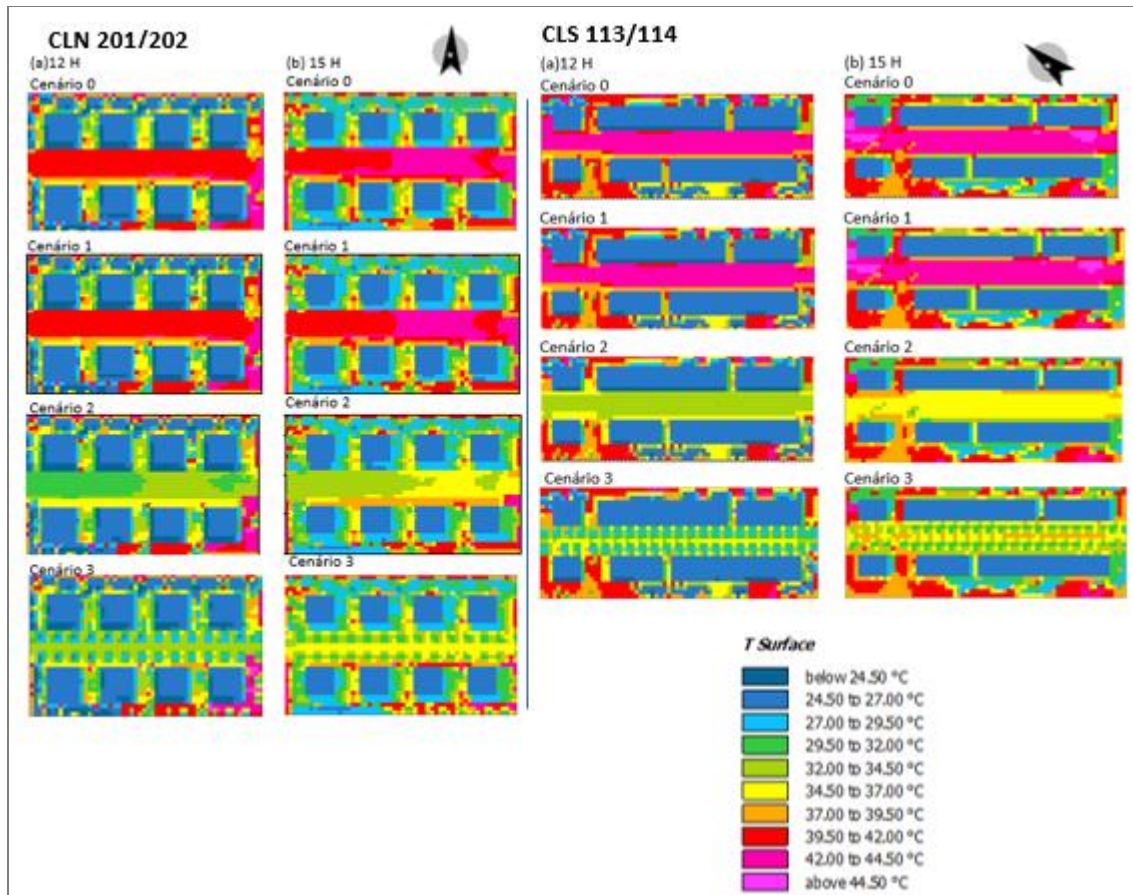 CLN 201/202
(a)12 H
(b) 15 H
Cenário 0
Cenário 0
Cenário 1
Cenário 1
Cenário 2
Cenário 2
Cenário 3
Cenário 3
CLS 113/114
(a)12 H
(b) 15 H
Cenário 0
Cenário 0
Cenário 1
Cenário 1
Cenário 2
Cenário 2
Cenário 3
Cenário 3
T Surface
below 24.50 °C
24.50 to 27.00 °C
27.00 to 29.50 °C
29.50 to 32.00 °C
32.00 to 34.50 °C
34.50 to 37.00 °C
37.00 to 39.50 °C
39.50 to 42.00 °C
42.00 to 44.50 °C
above 44.50 °C